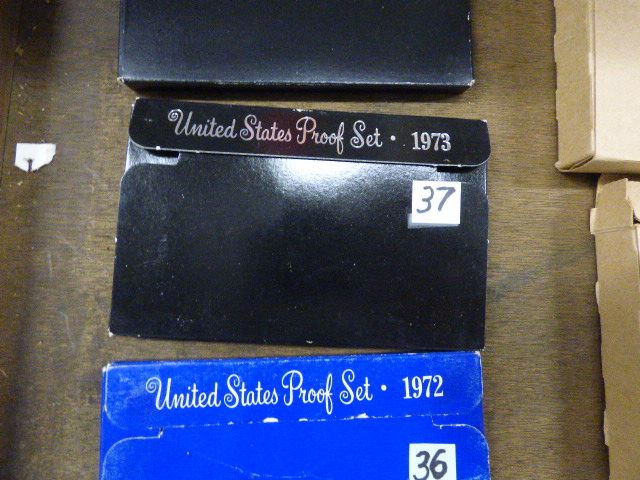 United States Proof Set · 1973
37
United States Proof Set · 1972
36